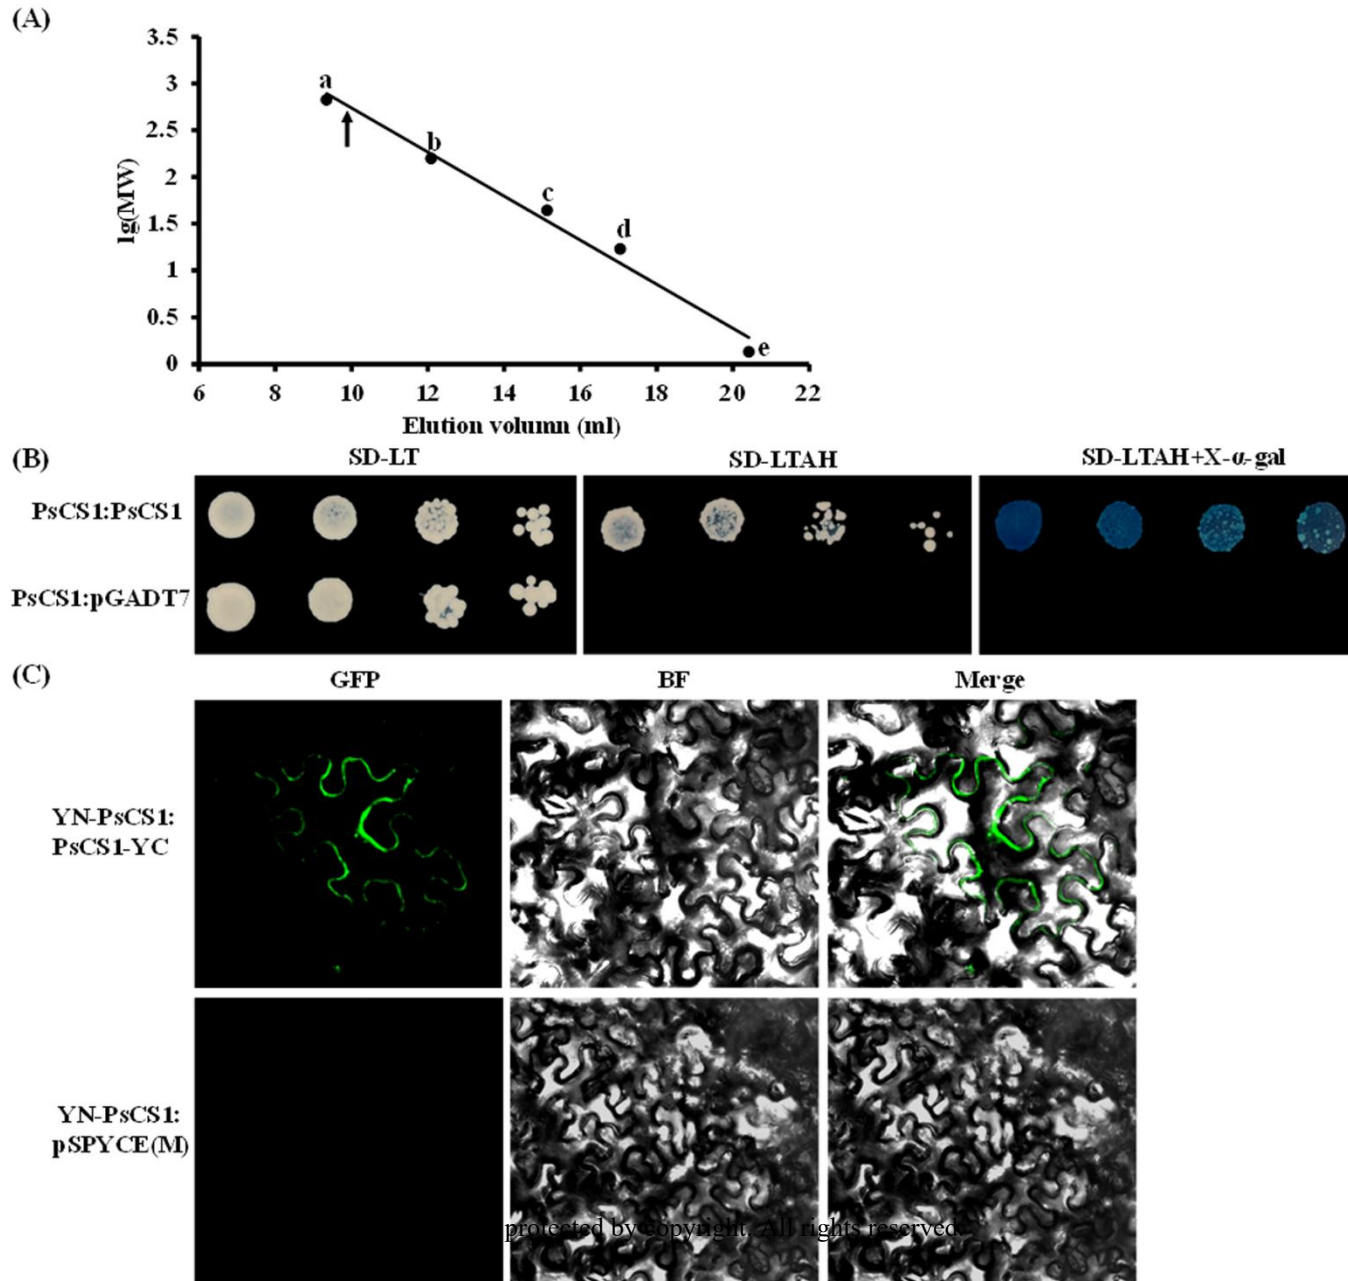 (A)
3.5
3
2.5
2
1.5
1
0.5
0
lg(MW)
a
b
c
d
e
6 8 10 12 14 16 18 20 22
Elution volumn (ml)
(B)
SD-LT SD-LTAH SD-LTAH+X-α-gal
PsCS1:PsCS1
PsCS1:pGADT7
(C)
GFP BF Merge
YN-PsCS1:
PsCS1-YC
YN-PsCS1:
pSPYCE(M)
protected by copyright. All rights reserved.